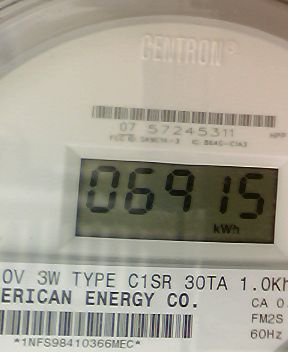 CENTRON®
07 57245311
06915
kWh
0V 3W TYPE C1SR 30TA 1.0Kh
ERICAN ENERGY CO.
CA 0.
FM2S
60Hz
*1NFS98410366MEC*